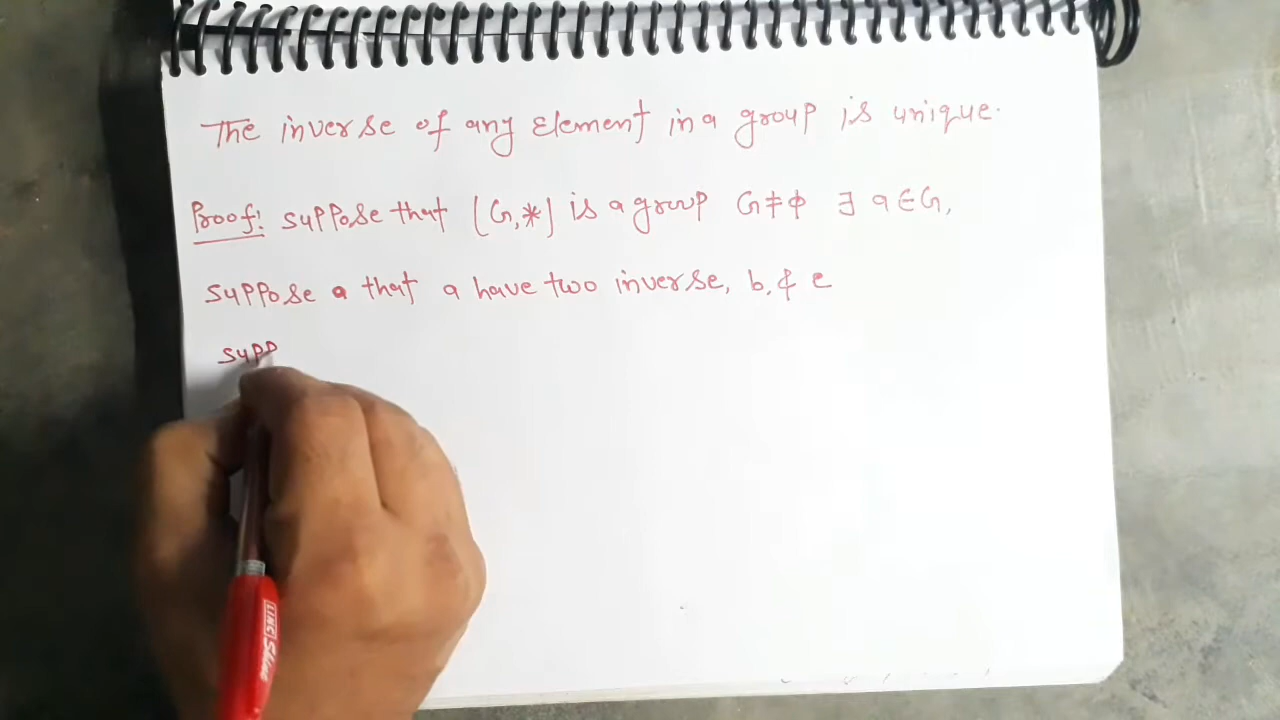 The inverse of any Element in a group is unique.
Proof: suppose that (G,*) is a group G≠φ ∃ a∈G,
suppose a that a have two inverse, b, & c
supp
LINC